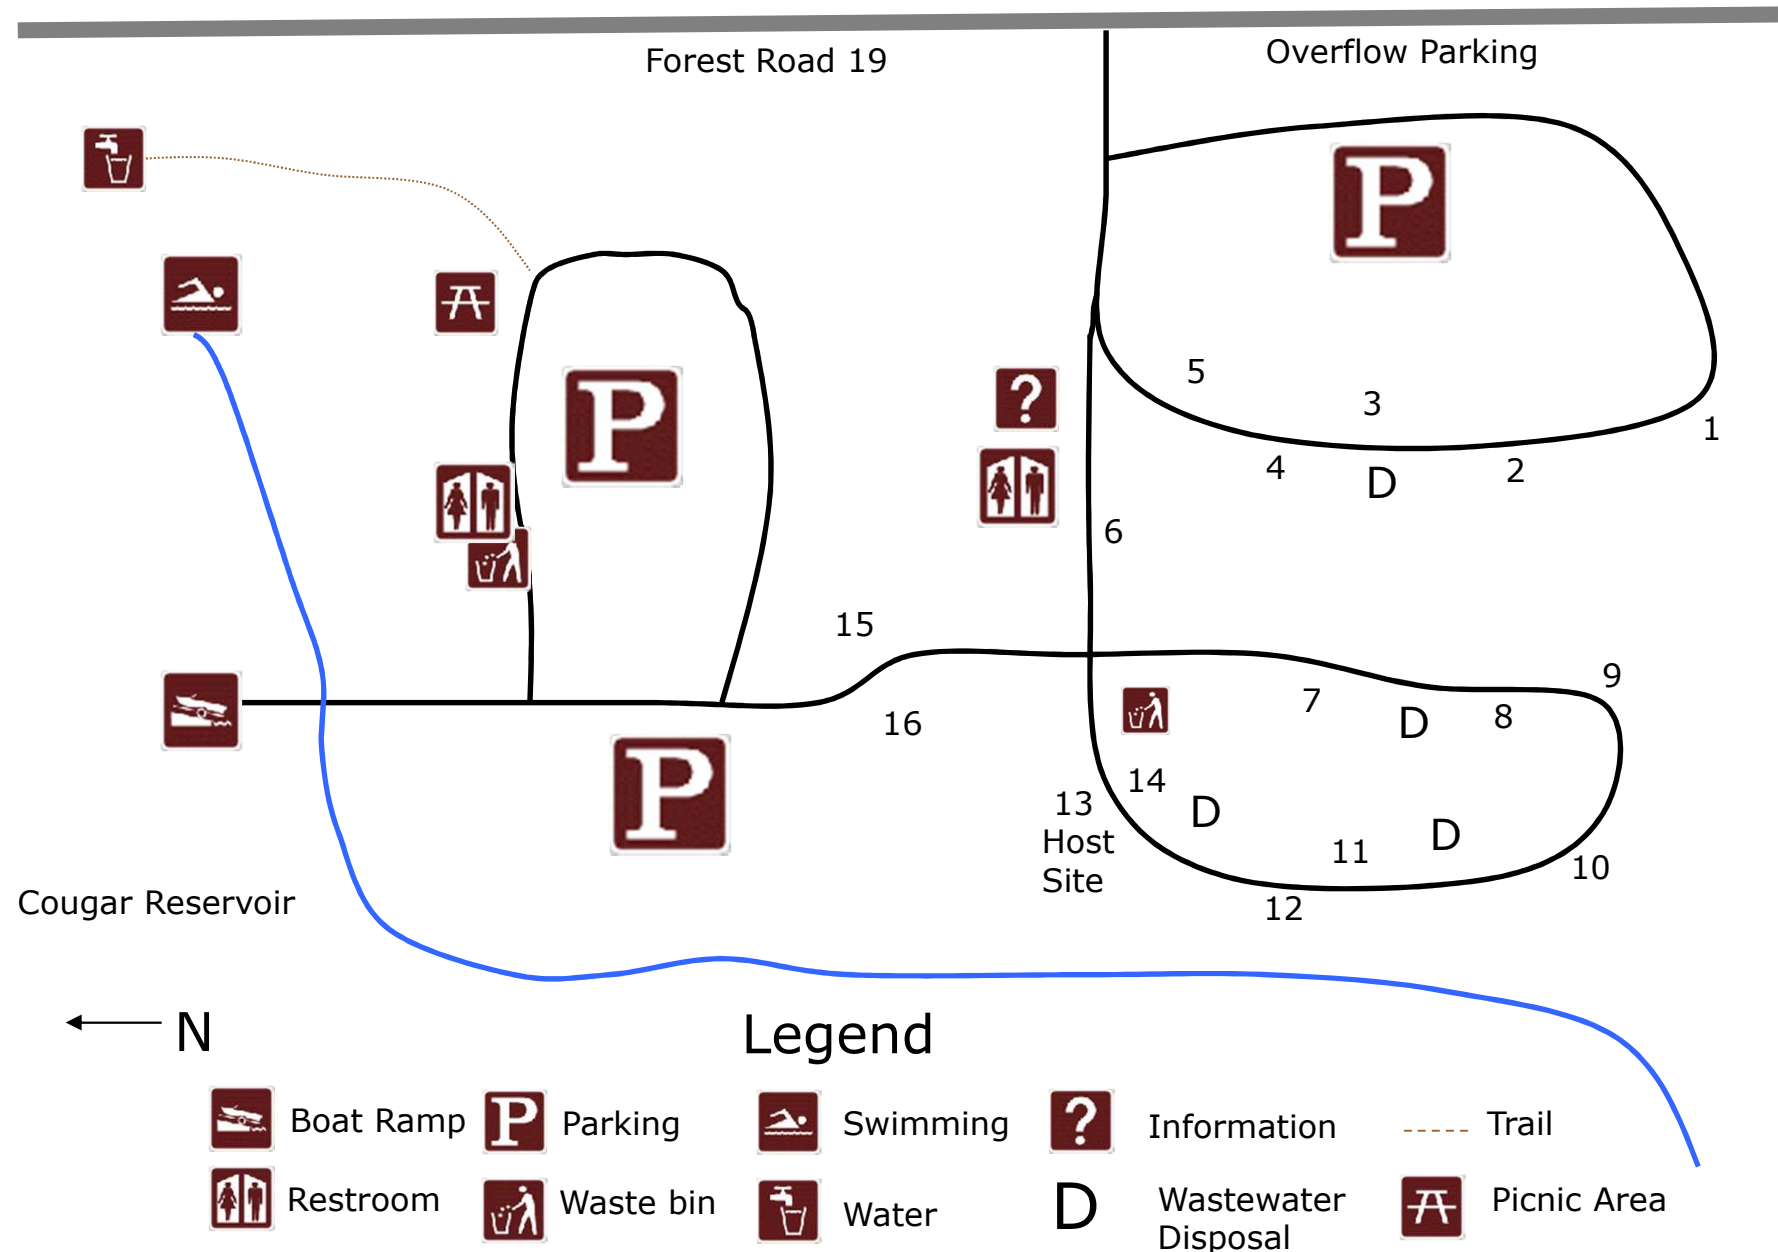 Forest Road 19
Overflow Parking
P
5
3
1
P
4
D
2
6
15
9
7
D
8
16
14
13
D
P
Host
Site
D
11
10
12
Cougar Reservoir
N
Legend
Boat Ramp
P
Parking
Swimming
?
Information
Trail
Restroom
Waste bin
Water
D
Wastewater
Disposal
Picnic Area
?